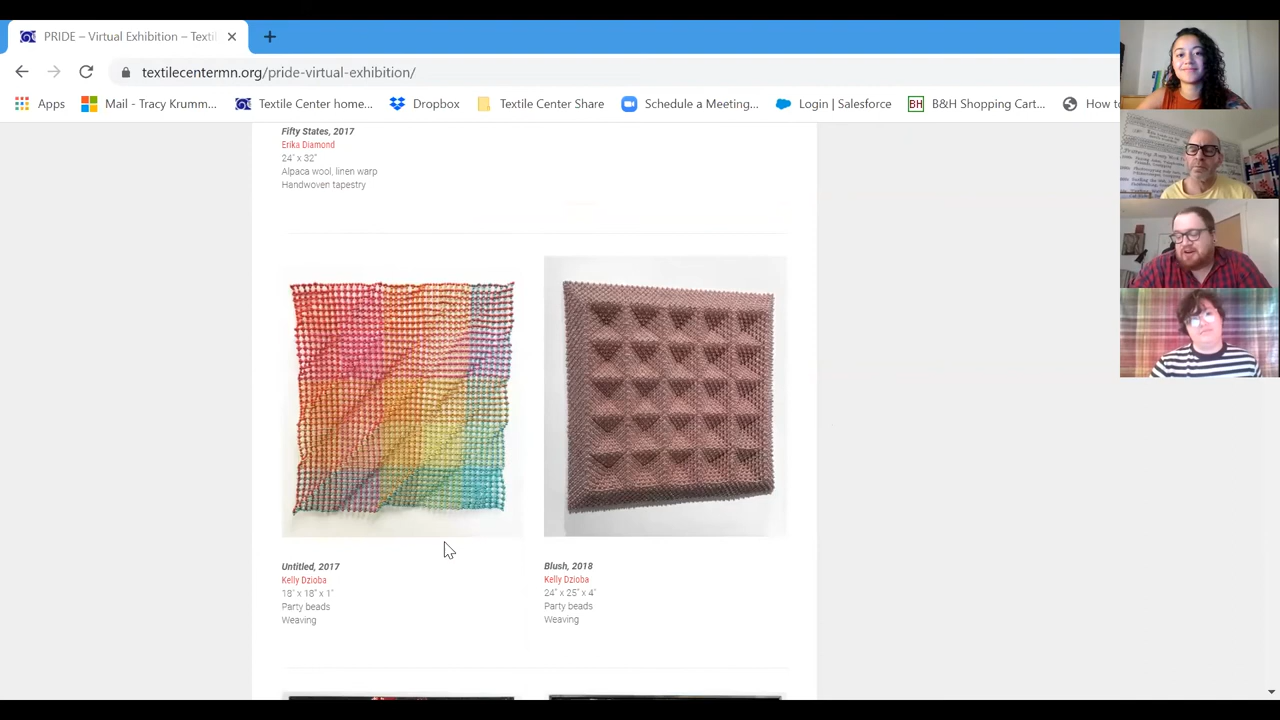 PRIDE – Virtual Exhibition – Texti
textilecentermn.org/pride-virtual-exhibition/
Apps
Mail - Tracy Krumm...
Textile Center home...
Dropbox
Textile Center Share
Schedule a Meeting...
Login | Salesforce
BH
B&H Shopping Cart...
How to
Fifty States, 2017
Erika Diamond
24" x 32"
Alpaca wool, linen warp
Handwoven tapestry
Untitled, 2017
Kelly Dzioba
18" x 18" x 1"
Party beads
Weaving
Blush, 2018
Kelly Dzioba
24" x 25" x 4"
Party beads
Weaving